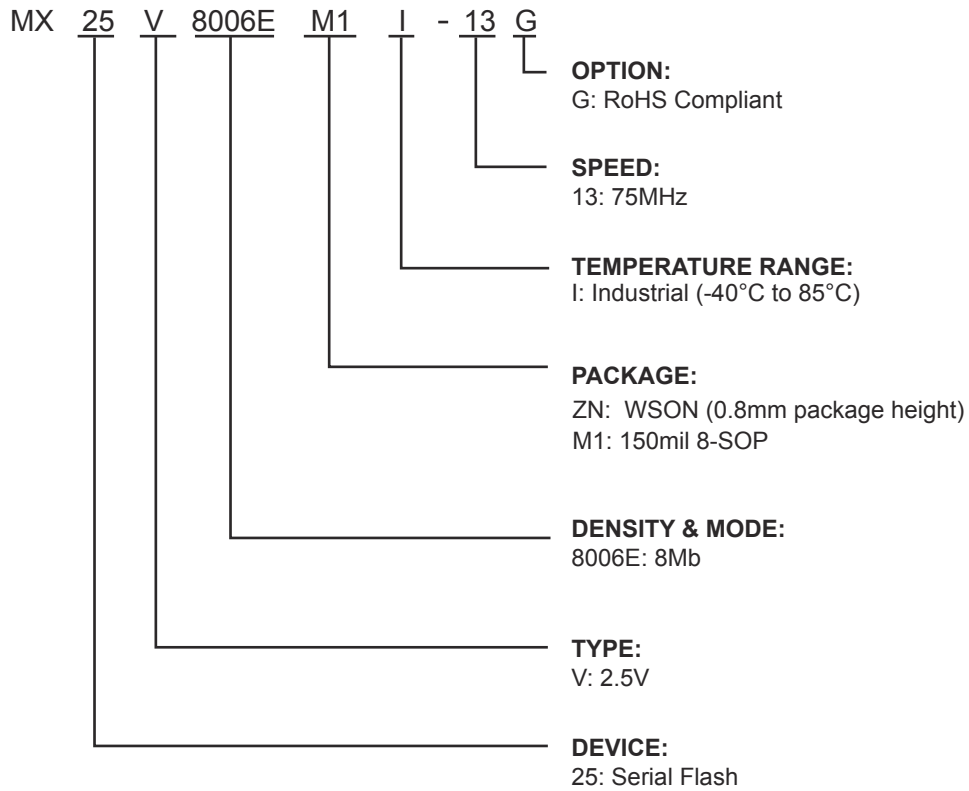 MX 25 V 8006E M1 I - 13 G
OPTION:
G: RoHS Compliant
SPEED:
13: 75MHz
TEMPERATURE RANGE:
I: Industrial (-40°C to 85°C)
PACKAGE:
ZN: WSON (0.8mm package height)
M1: 150mil 8-SOP
DENSITY & MODE:
8006E: 8Mb
TYPE:
V: 2.5V
DEVICE:
25: Serial Flash